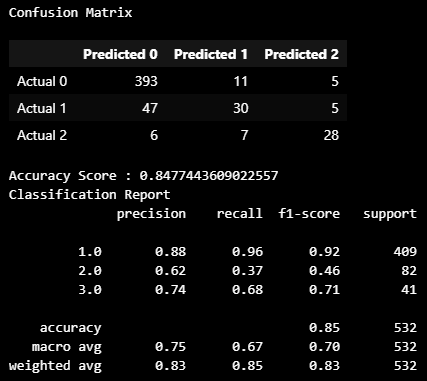 Confusion Matrix
Predicted 0 Predicted 1 Predicted 2
Actual 0 393 11 5
Actual 1 47 30 5
Actual 2 6 7 28
Accuracy Score : 0.8477443609022557
Classification Report
precision recall f1-score support
1.0 0.88 0.96 0.92 409
2.0 0.62 0.37 0.46 82
3.0 0.74 0.68 0.71 41
accuracy 0.85 532
macro avg 0.75 0.67 0.70 532
weighted avg 0.83 0.85 0.83 532